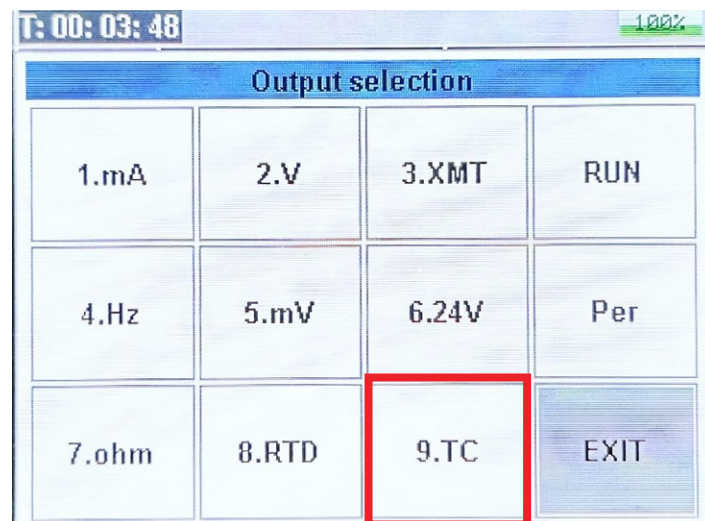 T: 00: 03: 48 100%
Output selection
1.mA 2.V 3.XMT RUN
4.Hz 5.mV 6.24V Per
7.ohm 8.RTD 9.TC EXIT